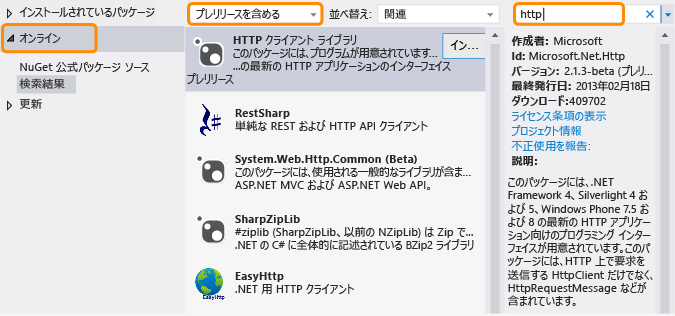 インストールされているパッケージ
オンライン
NuGet 公式パッケージ ソース
検索結果
更新
プレリリースを含める
並べ替え: 関連
http
HTTP クライアント ライブラリ
このパッケージには、プログラムが用意されています...
...の最新の HTTP アプリケーションのインターフェイス
プレリリース
イン...
RestSharp
単純な REST および HTTP API クライアント
System.Web.Http.Common (Beta)
このパッケージには、使用される一般的なライブラリが含ま...
ASP.NET MVC および ASP.NET Web API。
SharpZipLib
#ziplib (SharpZipLib、以前の NZipLib) は Zip で...
.NET の C# に全体的に記述されている BZip2 ライブラリ
EasyHttp
.NET 用 HTTP クライアント
作成者: Microsoft
Id: Microsoft.Net.Http
バージョン: 2.1.3-beta (プレリ...
最終発行日: 2013年02月18日
ダウンロード:409702
ライセンス条項の表示
プロジェクト情報
不正使用を報告:
説明:
このパッケージには、.NET
Framework 4、Silverlight 4 お
よび 5、Windows Phone 7.5 お
よび 8 の最新の HTTP アプリケー
ション向けのプログラミング インター
フェイスが用意されています。このパ
ッケージには、HTTP 上で要求を
送信する HttpClient だけでなく、
HttpRequestMessage などが
含まれています。